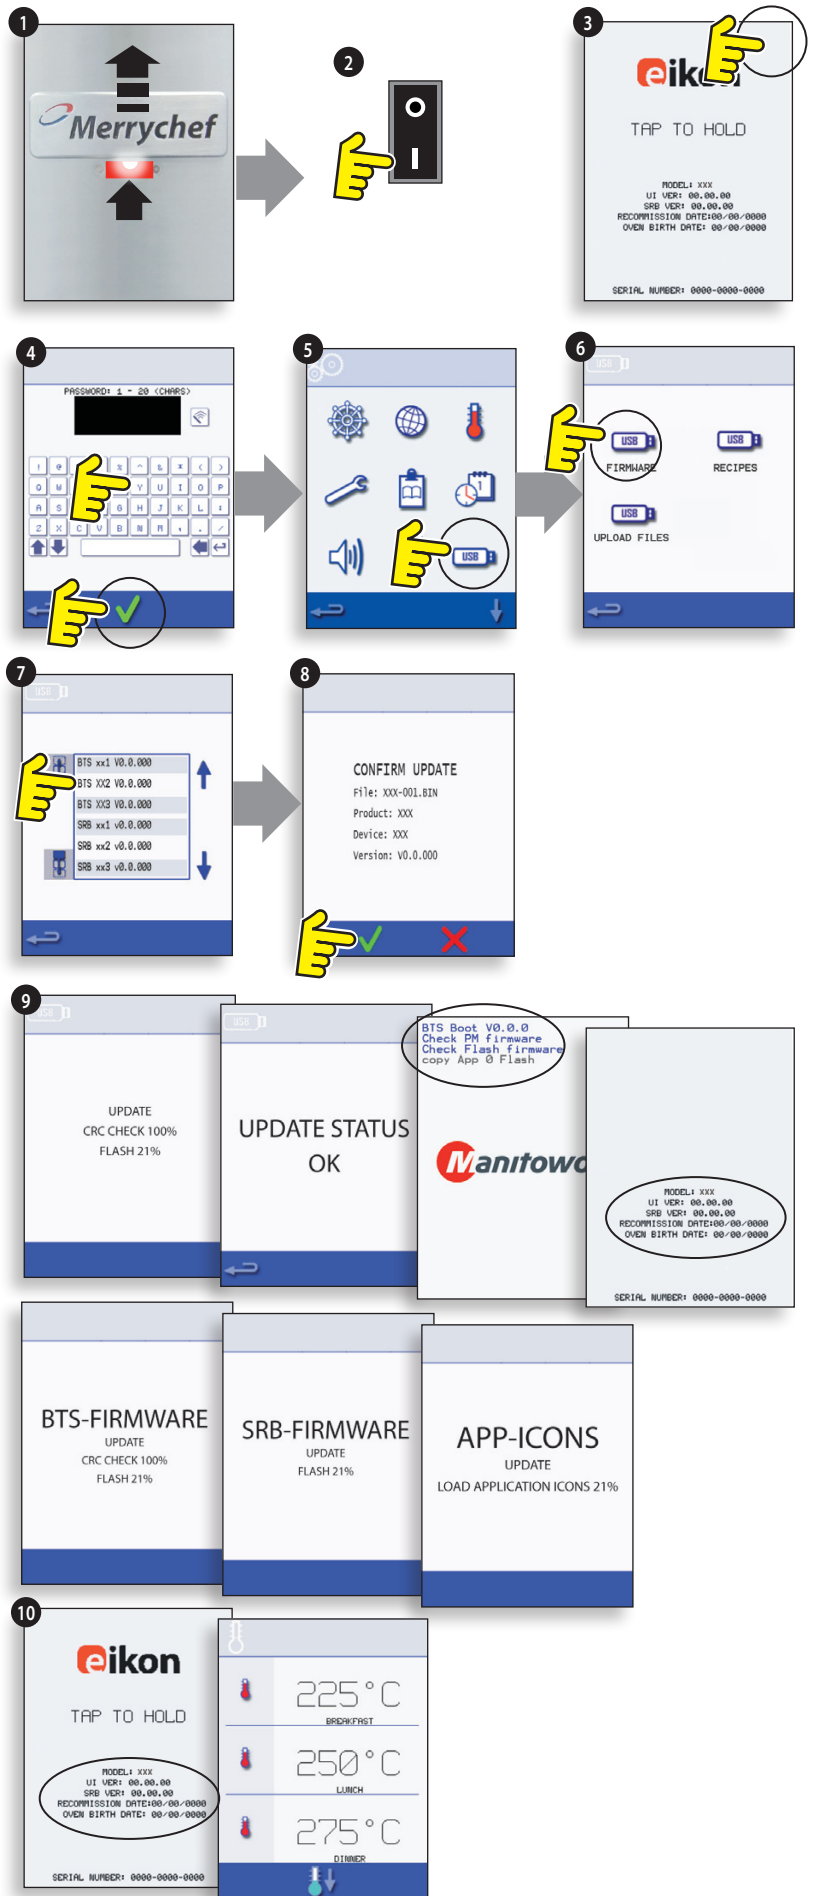 1
Merrychef
2
3
eikon
TAP TO HOLD
MODEL: XXX
UI VER: 00.00.00
SRB VER: 00.00.00
RECOMMISSION DATE:00/00/0000
OVEN BIRTH DATE: 00/00/0000
SERIAL NUMBER: 0000-0000-0000
4
PASSWORD: 1 - 20 (CHARS)
! @ % ^ & * ( )
Q W Y U I O P
A S G H J K L :
Z X C V B N M , . /
5
1
USB
6
USB
USB
USB
FIRMWARE
RECIPES
USB
UPLOAD FILES
7
USB
BTS xx1 V0.0.000
BTS XX2 V0.0.000
BTS XX3 V0.0.000
SRB xx1 v0.0.000
SRB xx2 v0.0.000
SRB xx3 v0.0.000
8
CONFIRM UPDATE
File: XXX-001.BIN
Product: XXX
Device: XXX
Version: V0.0.000
9
USB
UPDATE
CRC CHECK 100%
FLASH 21%
USB
UPDATE STATUS
OK
BTS Boot V0.0.0
Check PM firmware
Check Flash firmware
copy App 0 Flash
Manitowo
MODEL: XXX
UI VER: 00.00.00
SRB VER: 00.00.00
RECOMMISSION DATE:00/00/0000
OVEN BIRTH DATE: 00/00/0000
SERIAL NUMBER: 0000-0000-0000
BTS-FIRMWARE
UPDATE
CRC CHECK 100%
FLASH 21%
SRB-FIRMWARE
UPDATE
FLASH 21%
APP-ICONS
UPDATE
LOAD APPLICATION ICONS 21%
10
eikon
TAP TO HOLD
MODEL: XXX
UI VER: 00.00.00
SRB VER: 00.00.00
RECOMMISSION DATE:00/00/0000
OVEN BIRTH DATE: 00/00/0000
SERIAL NUMBER: 0000-0000-0000
225°C
BREAKFAST
250°C
LUNCH
275°C
DINNER